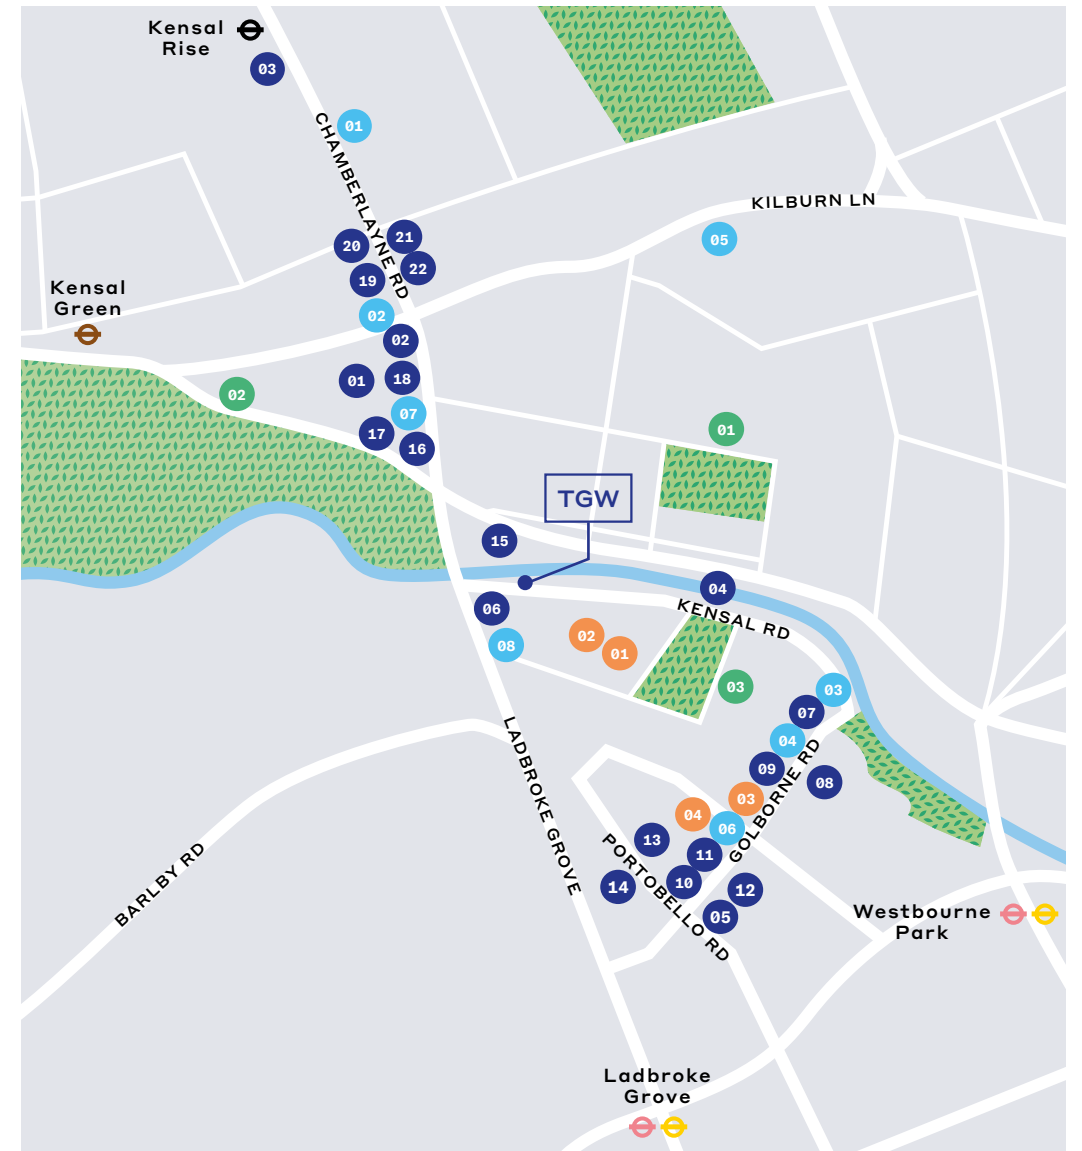 Kensal
Rise
03
01
CHAMBERLAYNE RD
KILBURN LN
21
20
05
22
19
Kensal
Green
02
02
18
01
02
07
01
17
16
TGW
15
04
06
KENSAL RD
02
08
01
03
03
07
LADBROKE GROVE
04
09
08
GOLBORNE RD
03
04
06
13
PORTOBELLO RD
11
BARLBY RD
10
14
12
05
Westbourne
Park
Ladbroke
Grove